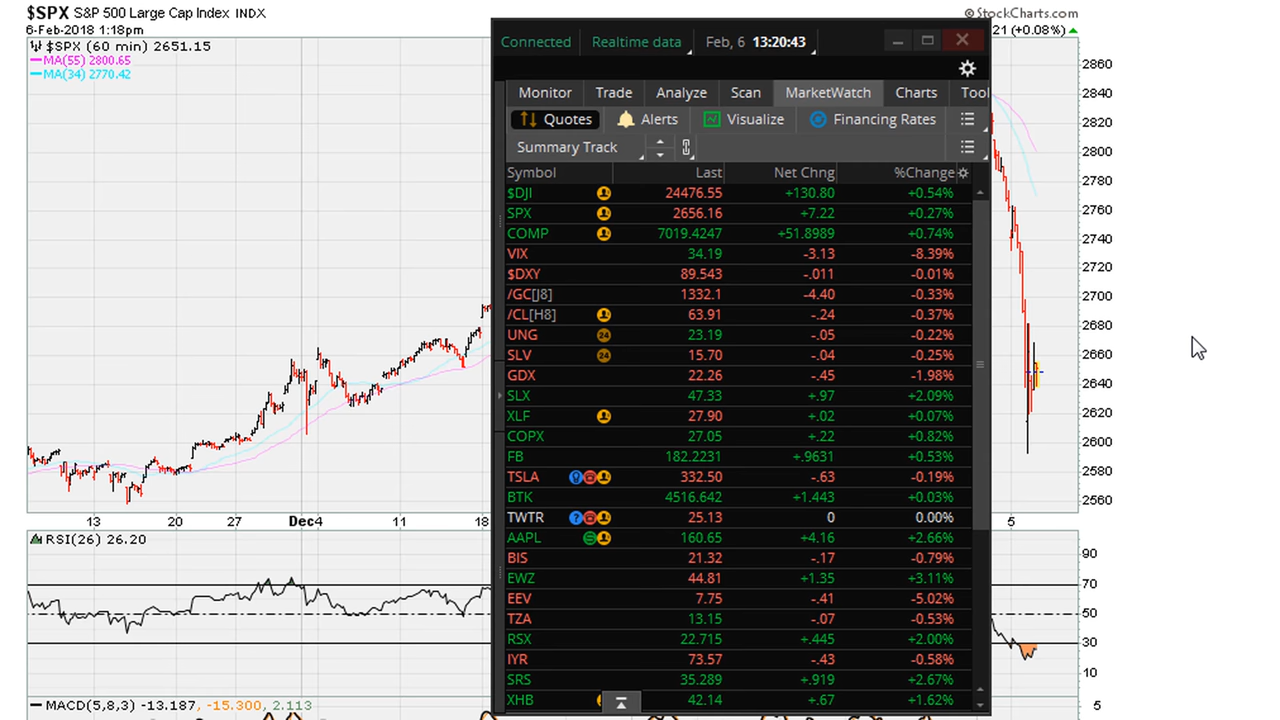 $SPX S&P 500 Large Cap Index INDX
© StockCharts.com
6-Feb-2018 1:18pm
21 (+0.08%)
$SPX (60 min) 2651.15
MA(55) 2800.65
MA(34) 2770.42
Connected Realtime data Feb, 6 13:20:43
Monitor Trade Analyze Scan MarketWatch Charts Tool
Quotes Alerts Visualize Financing Rates
Summary Track
Symbol Last Net Chng %Change
$DJI 24476.55 +130.80 +0.54%
SPX 2656.16 +7.22 +0.27%
COMP 7019.4247 +51.8989 +0.74%
VIX 34.19 -3.13 -8.39%
$DXY 89.543 -.011 -0.01%
/GC[J8] 1332.1 -4.40 -0.33%
/CL[H8] 63.91 -.24 -0.37%
UNG 24 23.19 -.05 -0.22%
SLV 24 15.70 -.04 -0.25%
GDX 22.26 -.45 -1.98%
SLX 47.33 +.97 +2.09%
XLF 27.90 +.02 +0.07%
COPX 27.05 +.22 +0.82%
FB 182.2231 +.9631 +0.53%
TSLA 332.50 -.63 -0.19%
BTK 4516.642 +1.443 +0.03%
TWTR 25.13 0 0.00%
AAPL 160.65 +4.16 +2.66%
BIS 21.32 -.17 -0.79%
EWZ 44.81 +1.35 +3.11%
EEV 7.75 -.41 -5.02%
TZA 13.15 -.07 -0.53%
RSX 22.715 +.445 +2.00%
IYR 73.57 -.43 -0.58%
SRS 35.289 +.919 +2.67%
XHB 42.14 +.67 +1.62%
2860
2840
2820
2800
2780
2760
2740
2720
2700
2680
2660
2640
2620
2600
2580
2560
13 20 27 Dec4 11 18 5
RSI(26) 26.20
90
70
50
30
10
MACD(5,8,3) -13.187, -15.300, 2.113
5